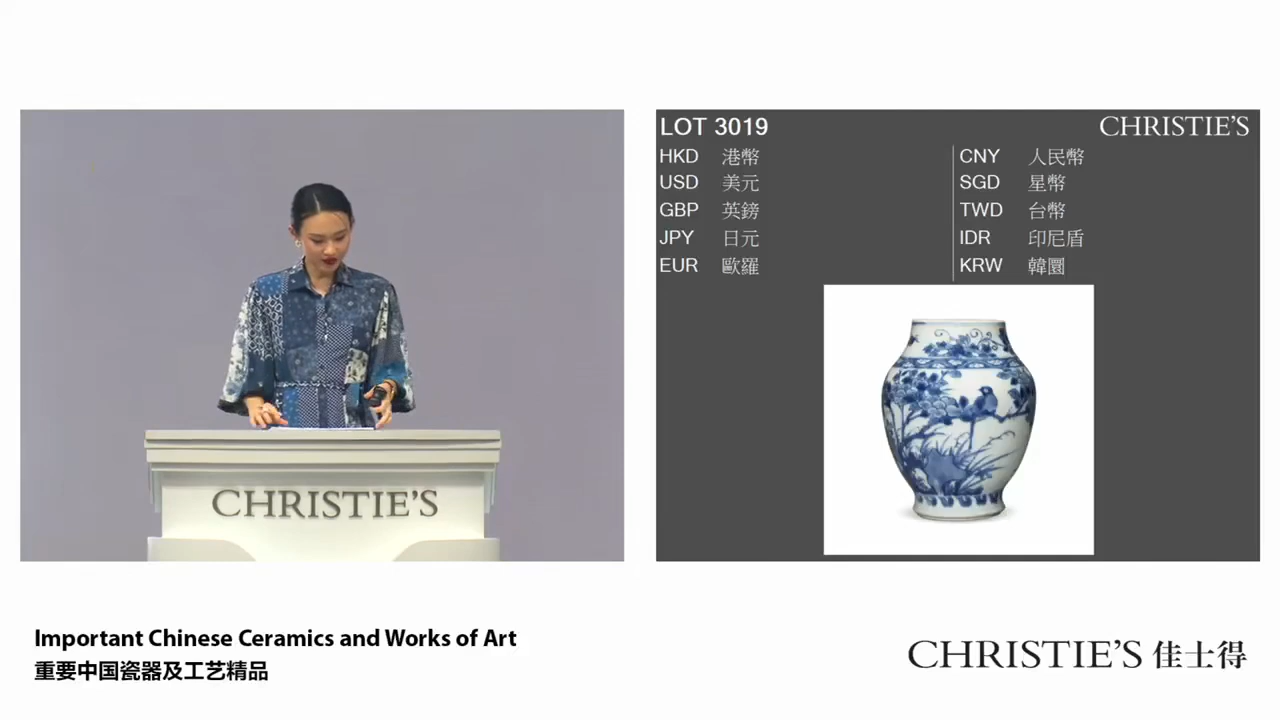 CHRISTIE'S
LOT 3019
CHRISTIE'S
HKD 港幣
USD 美元
GBP 英鎊
JPY 日元
EUR 歐羅
CNY 人民幣
SGD 星幣
TWD 台幣
IDR 印尼盾
KRW 韓圜
Important Chinese Ceramics and Works of Art
重要中国瓷器及工艺精品
CHRISTIE'S 佳士得